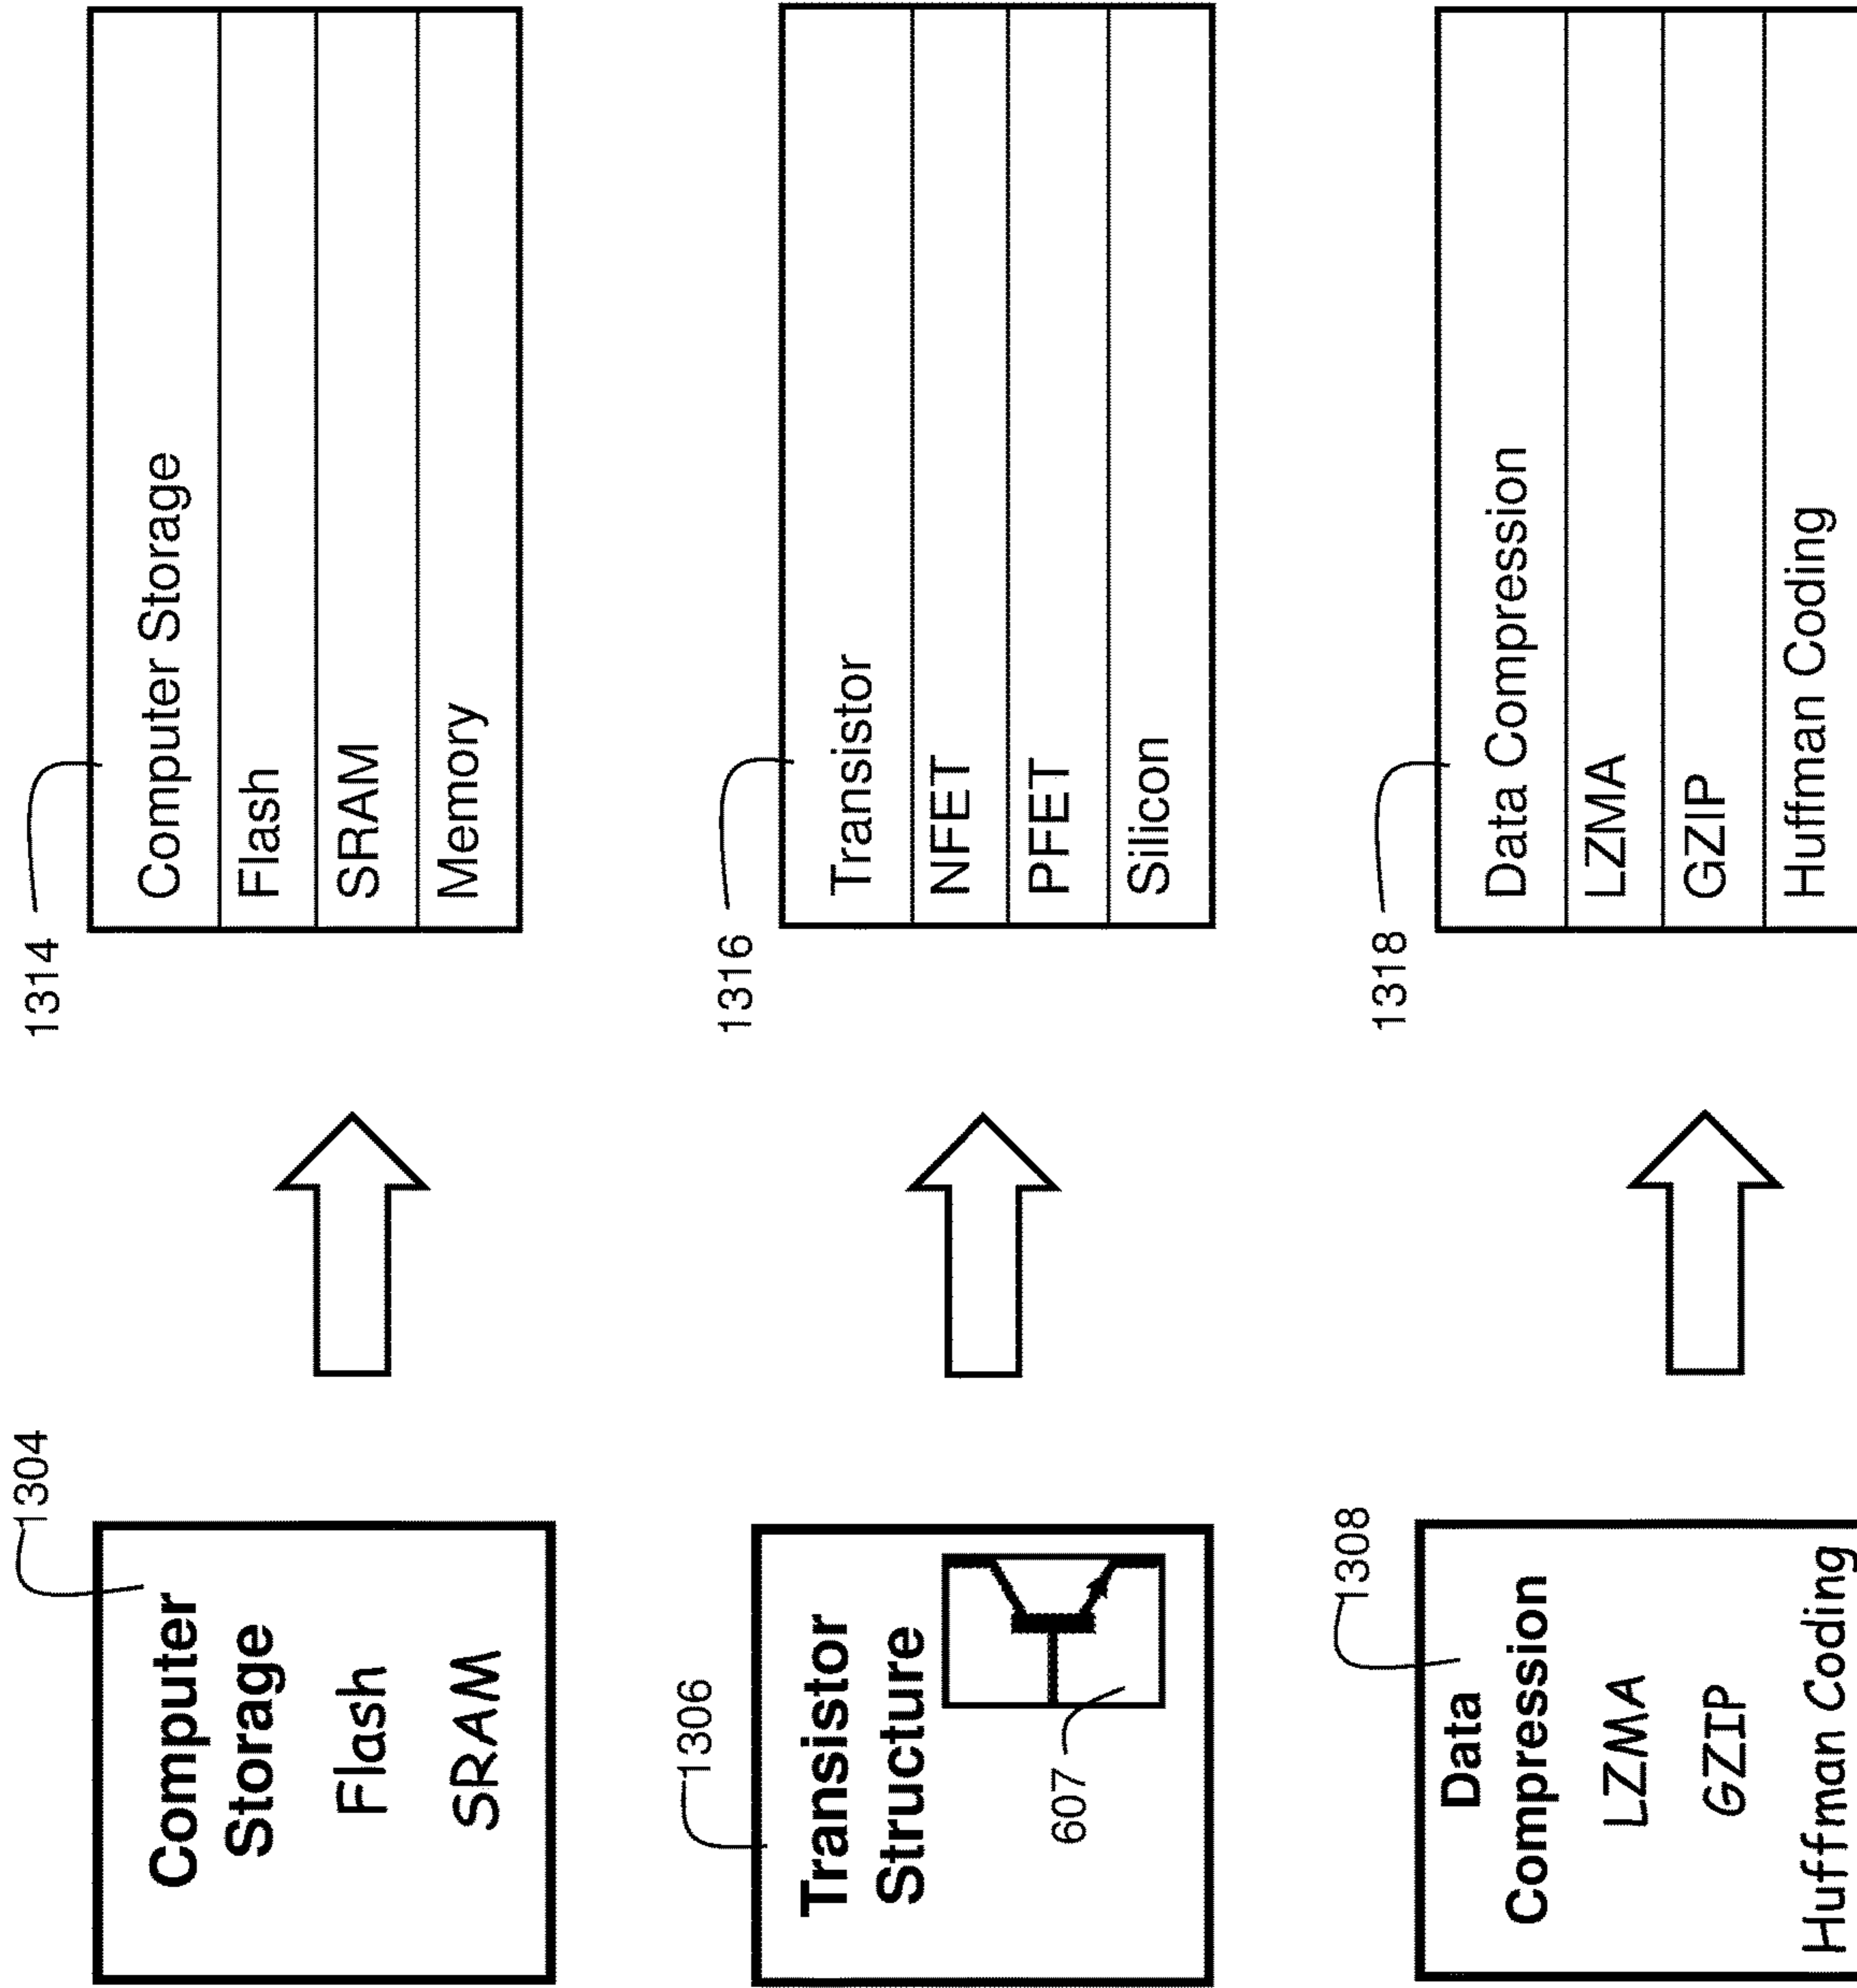 1304
Computer
Storage
Flash
SRAM
1314
Computer Storage
Flash
SRAM
Memory
1306
Transistor
Structure
607
1316
Transistor
NFET
PFET
Silicon
1308
Data
Compression
LZMA
GZIP
Huffman Coding
1318
Data Compression
LZMA
GZIP
Huffman Coding